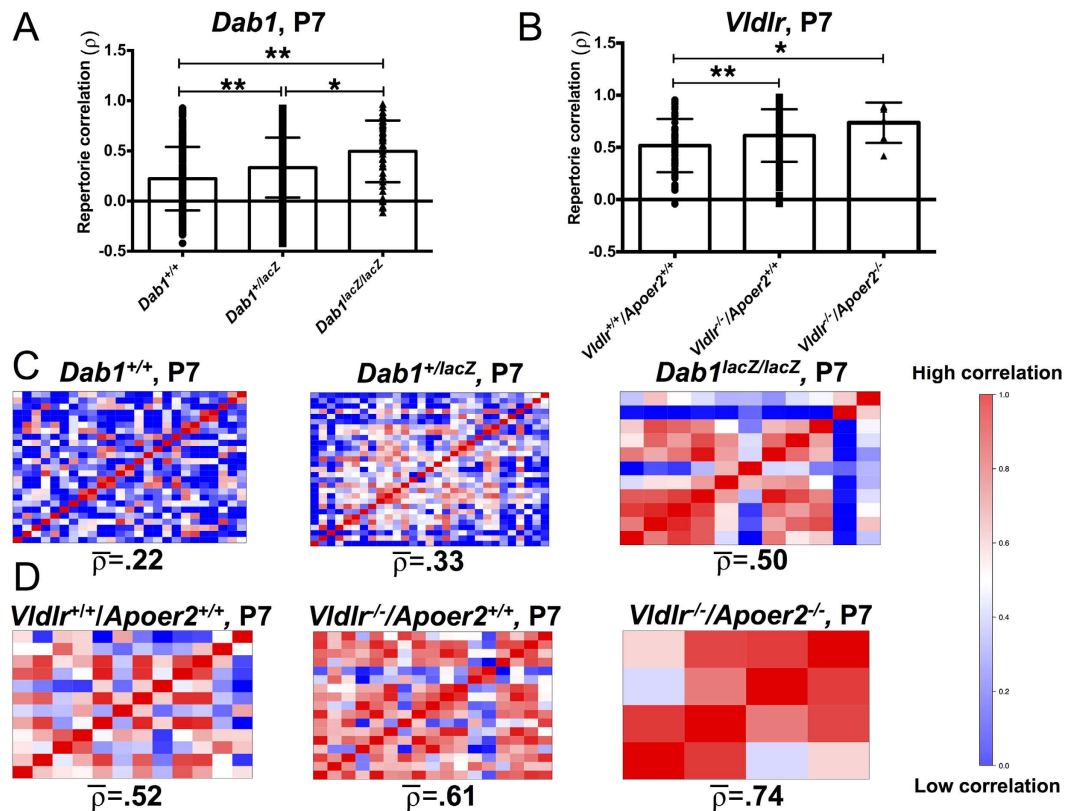 A
Dab1, P7
Repertorie correlation (ρ)
1.5
1.0
0.5
0.0
-0.5
**
**
*
Dab1+/+
Dab1+/lacZ
Dab1lacZ/lacZ
B
Vldlr, P7
Repertorie correlation (ρ)
1.5
1.0
0.5
0.0
-0.5
*
**
Vldlr+/+/Apoer2+/+
Vldlr-/-/Apoer2+/+
Vldlr-/-/Apoer2-/-
C
Dab1+/+, P7
Dab1+/lacZ, P7
Dab1lacZ/lacZ, P7
ρ̅=.22
ρ̅=.33
ρ̅=.50
D
Vldlr+/+/Apoer2+/+, P7
Vldlr-/-/Apoer2+/+, P7
Vldlr-/-/Apoer2-/-, P7
ρ̅=.52
ρ̅=.61
ρ̅=.74
High correlation
1.0
0.8
0.6
0.4
0.2
0.0
Low correlation